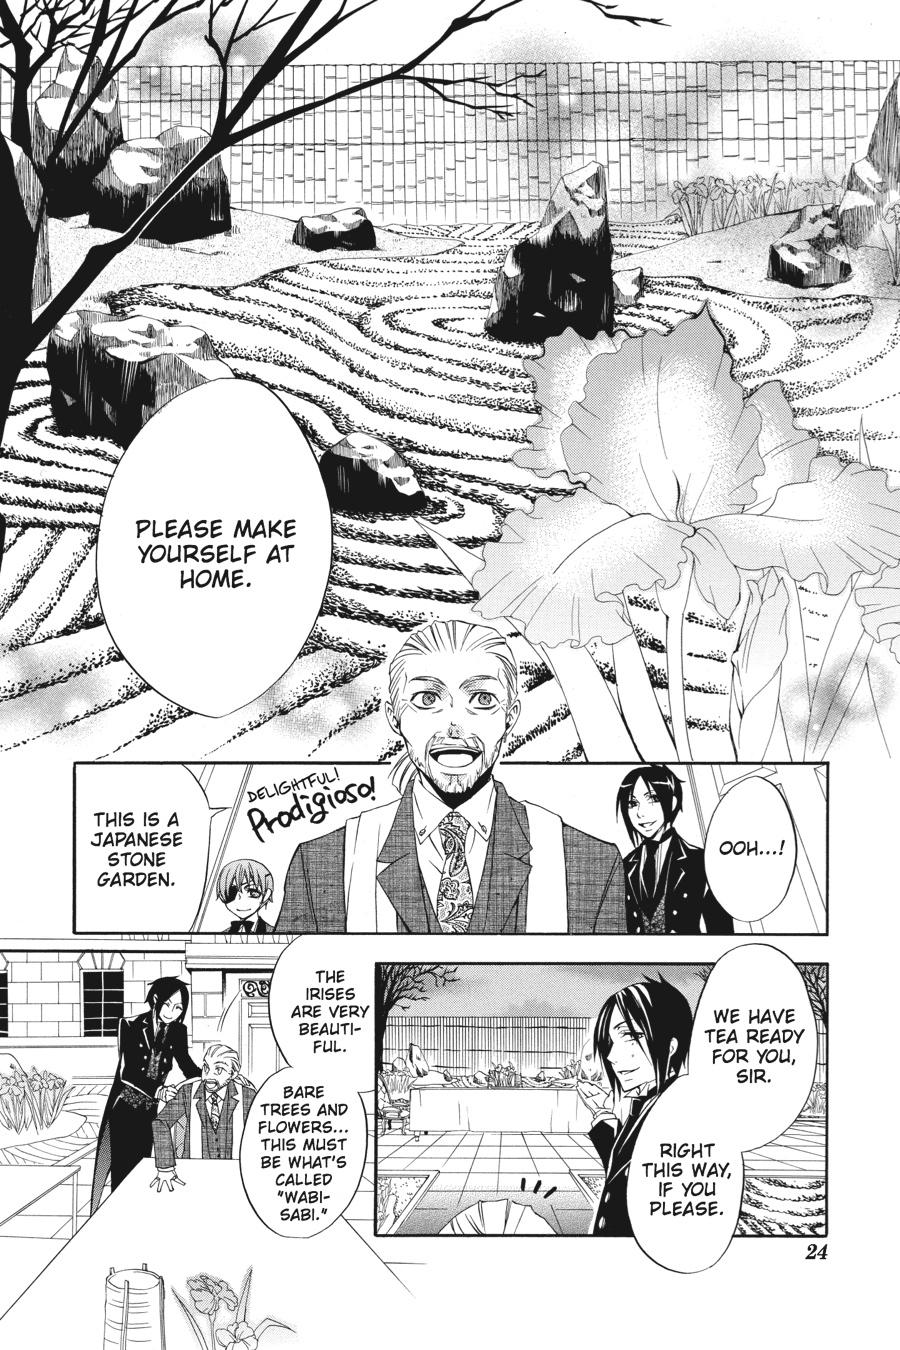 PLEASE MAKE
YOURSELF AT
HOME.
OOH...!
DELIGHTFUL!
Prodigioso!
THIS IS A
JAPANESE
STONE
GARDEN.
WE HAVE
TEA READY
FOR YOU,
SIR.
RIGHT
THIS WAY,
IF YOU
PLEASE.
THE
IRISES
ARE VERY
BEAUTI-
FUL.
BARE
TREES AND
FLOWERS...
THIS MUST
BE WHAT'S
CALLED
"WABI-
SABI."
24